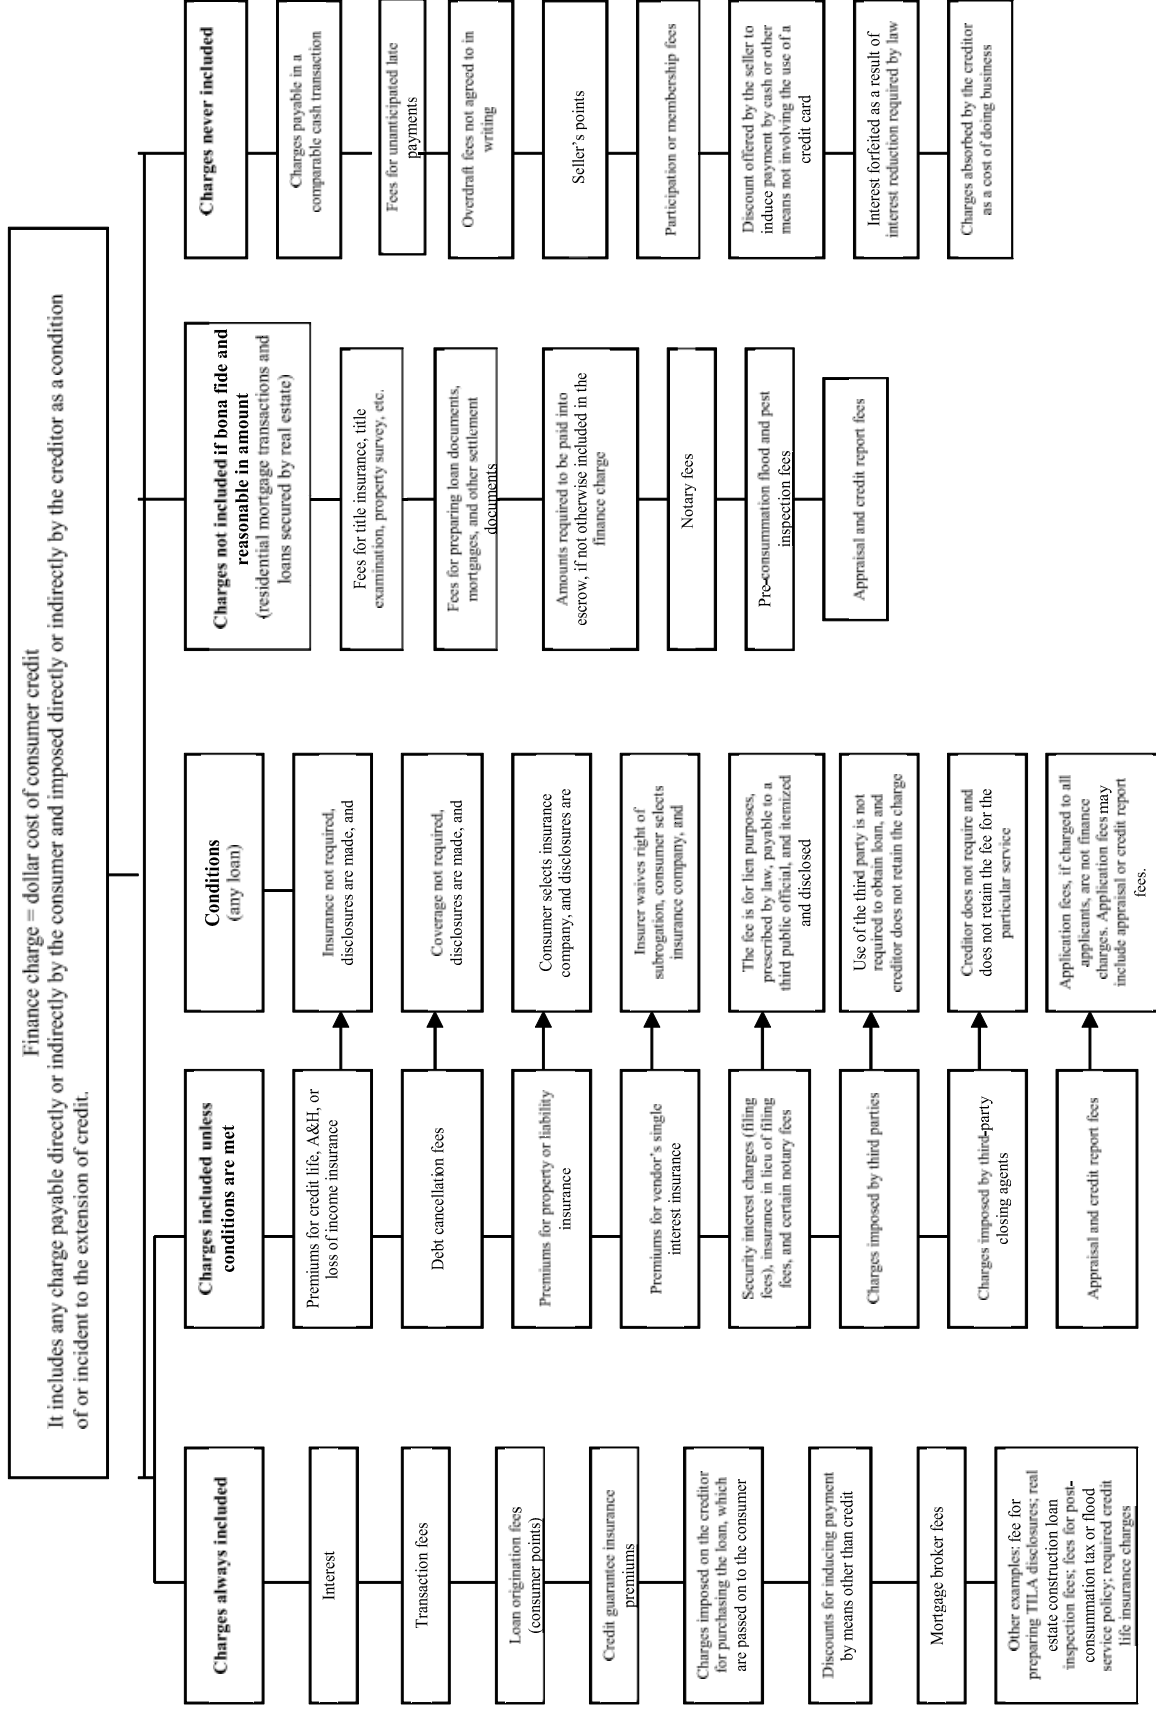 Finance charge = dollar cost of consumer credit
It includes any charge payable directly or indirectly by the consumer and imposed directly or indirectly by the creditor as a condition
of or incident to the extension of credit.
Charges always included
Interest
Transaction fees
Loan origination fees
(consumer points)
Credit guarantee insurance
premiums
Charges imposed on the creditor
for purchasing the loan, which
are passed on to the consumer
Discounts for inducing payment
by means other than credit
Mortgage broker fees
Other examples: fee for
preparing TILA disclosures; real
estate construction loan
inspection fees; fees for post-
consummation tax or flood
service policy; required credit
life insurance charges
Charges included unless
conditions are met
Premiums for credit life, A&H, or
loss of income insurance
Debt cancellation fees
Premiums for property or liability
insurance
Premiums for vendor's single
interest insurance
Security interest charges (filing
fees), insurance in lieu of filing
fees, and certain notary fees
Charges imposed by third parties
Charges imposed by third-party
closing agents
Appraisal and credit report fees
Conditions
(any loan)
Insurance not required,
disclosures are made, and
Coverage not required,
disclosures are made, and
Consumer selects insurance
company, and disclosures are
Insurer waives right of
subrogation, consumer selects
insurance company, and
The fee is for lien purposes,
prescribed by law, payable to a
third public official, and itemized
and disclosed
Use of the third party is not
required to obtain loan, and
creditor does not retain the charge
Creditor does not require and
does not retain the fee for the
particular service
Application fees, if charged to all
applicants, are not finance
charges. Application fees may
include appraisal or credit report
fees.
Charges not included if bona fide and
reasonable in amount
(residential mortgage transactions and
loans secured by real estate)
Fees for title insurance, title
examination, property survey, etc.
Fees for preparing loan documents,
mortgages, and other settlement
documents
Amounts required to be paid into
escrow, if not otherwise included in the
finance charge
Notary fees
Pre-consummation flood and pest
inspection fees
Appraisal and credit report fees
Charges never included
Charges payable in a
comparable cash transaction
Fees for unanticipated late
payments
Overdraft fees not agreed to in
writing
Seller's points
Participation or membership fees
Discount offered by the seller to
induce payment by cash or other
means not involving the use of a
credit card
Interest forfeited as a result of
interest reduction required by law
Charges absorbed by the creditor
as a cost of doing business